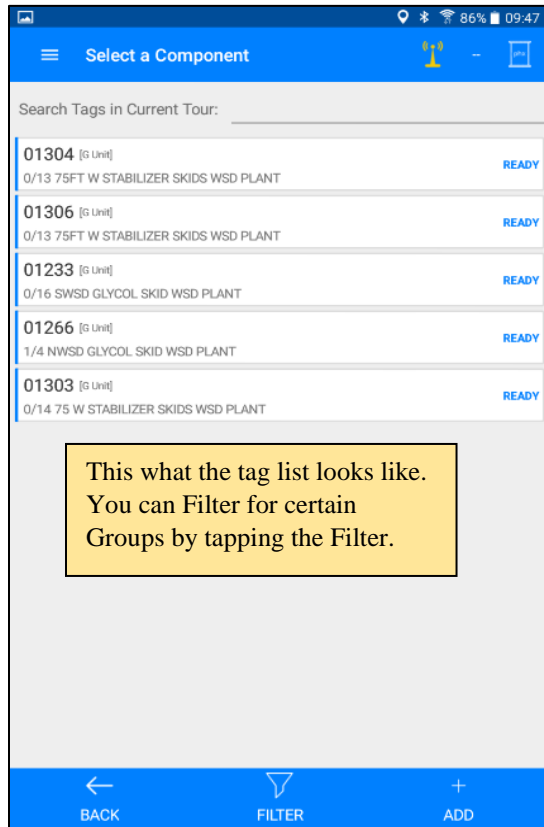 86% 09:47
Select a Component
--
phx
Search Tags in Current Tour:
01304 [G Unit]
0/13 75FT W STABILIZER SKIDS WSD PLANT
READY
01306 [G Unit]
0/13 75FT W STABILIZER SKIDS WSD PLANT
READY
01233 [G Unit]
0/16 SWSD GLYCOL SKID WSD PLANT
READY
01266 [G Unit]
1/4 NWSD GLYCOL SKID WSD PLANT
READY
01303 [G Unit]
0/14 75 W STABILIZER SKIDS WSD PLANT
READY
This what the tag list looks like.
You can Filter for certain
Groups by tapping the Filter.
BACK
FILTER
ADD